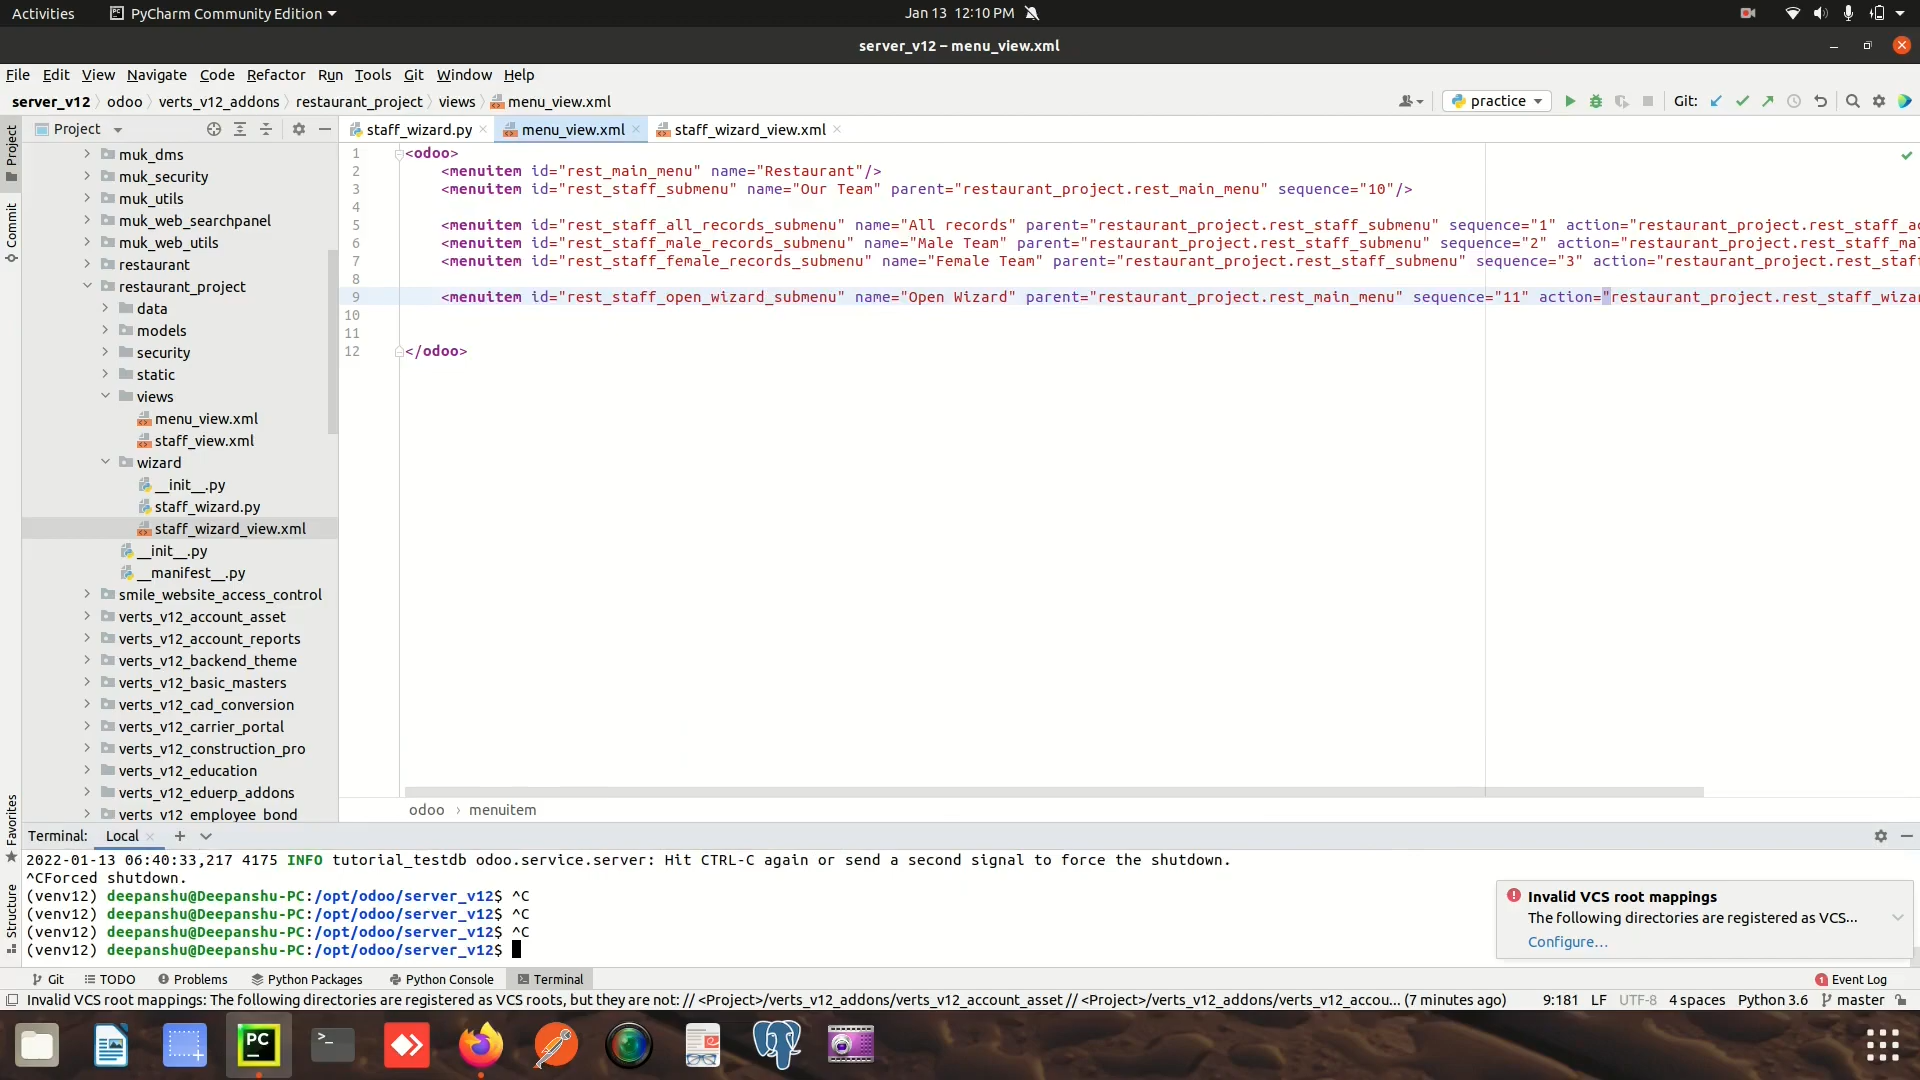 Activities PyCharm Community Edition Jan 13 12:10 PM
server_v12 – menu_view.xml
File Edit View Navigate Code Refactor Run Tools Git Window Help
server_v12 odoo verts_v12_addons restaurant_project views menu_view.xml practice Git:
Project staff_wizard.py menu_view.xml staff_wizard_view.xml
Project
Commit
Favorites
Structure
muk_dms
muk_security
muk_utils
muk_web_searchpanel
muk_web_utils
restaurant
restaurant_project
data
models
security
static
views
menu_view.xml
staff_view.xml
wizard
__init__.py
staff_wizard.py
staff_wizard_view.xml
__init__.py
__manifest__.py
smile_website_access_control
verts_v12_account_asset
verts_v12_account_reports
verts_v12_backend_theme
verts_v12_basic_masters
verts_v12_cad_conversion
verts_v12_carrier_portal
verts_v12_construction_pro
verts_v12_education
verts_v12_eduerp_addons
verts_v12_employee_bond
1 <odoo>
2 <menuitem id="rest_main_menu" name="Restaurant"/>
3 <menuitem id="rest_staff_submenu" name="Our Team" parent="restaurant_project.rest_main_menu" sequence="10"/>
4
5 <menuitem id="rest_staff_all_records_submenu" name="All records" parent="restaurant_project.rest_staff_submenu" sequence="1" action="restaurant_project.rest_staff_ac
6 <menuitem id="rest_staff_male_records_submenu" name="Male Team" parent="restaurant_project.rest_staff_submenu" sequence="2" action="restaurant_project.rest_staff_mal
7 <menuitem id="rest_staff_female_records_submenu" name="Female Team" parent="restaurant_project.rest_staff_submenu" sequence="3" action="restaurant_project.rest_staff
8
9 <menuitem id="rest_staff_open_wizard_submenu" name="Open Wizard" parent="restaurant_project.rest_main_menu" sequence="11" action="restaurant_project.rest_staff_wizar
10
11
12 </odoo>
odoo menuitem
Terminal: Local
2022-01-13 06:40:33,217 4175 INFO tutorial_testdb odoo.service.server: Hit CTRL-C again or send a second signal to force the shutdown.
^CForced shutdown.
(venv12) deepanshu@Deepanshu-PC:/opt/odoo/server_v12$ ^C
(venv12) deepanshu@Deepanshu-PC:/opt/odoo/server_v12$ ^C
(venv12) deepanshu@Deepanshu-PC:/opt/odoo/server_v12$ ^C
(venv12) deepanshu@Deepanshu-PC:/opt/odoo/server_v12$
Invalid VCS root mappings
The following directories are registered as VCS...
Configure...
Git TODO Problems Python Packages Python Console Terminal 1 Event Log
Invalid VCS root mappings: The following directories are registered as VCS roots, but they are not: // <Project>/verts_v12_addons/verts_v12_account_asset // <Project>/verts_v12_addons/verts_v12_accou... (7 minutes ago) 9:181 LF UTF-8 4 spaces Python 3.6 master
PC